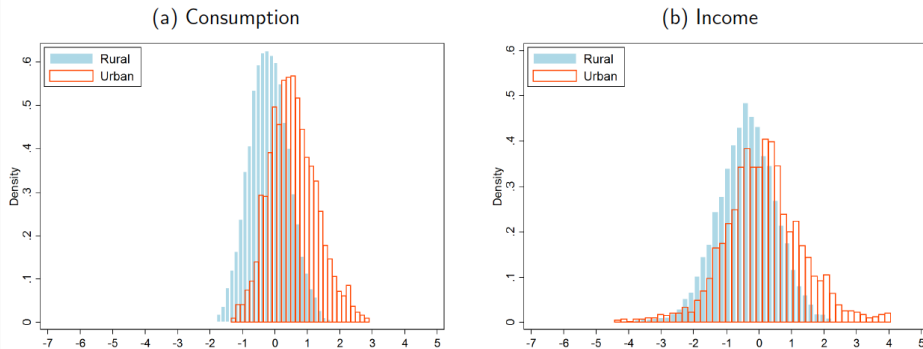 (a) Consumption
(b) Income
Rural
Urban
Density
0 .1 .2 .3 .4 .5 .6
-7 -6 -5 -4 -3 -2 -1 0 1 2 3 4 5
Rural
Urban
Density
0 .1 .2 .3 .4 .5 .6
-7 -6 -5 -4 -3 -2 -1 0 1 2 3 4 5